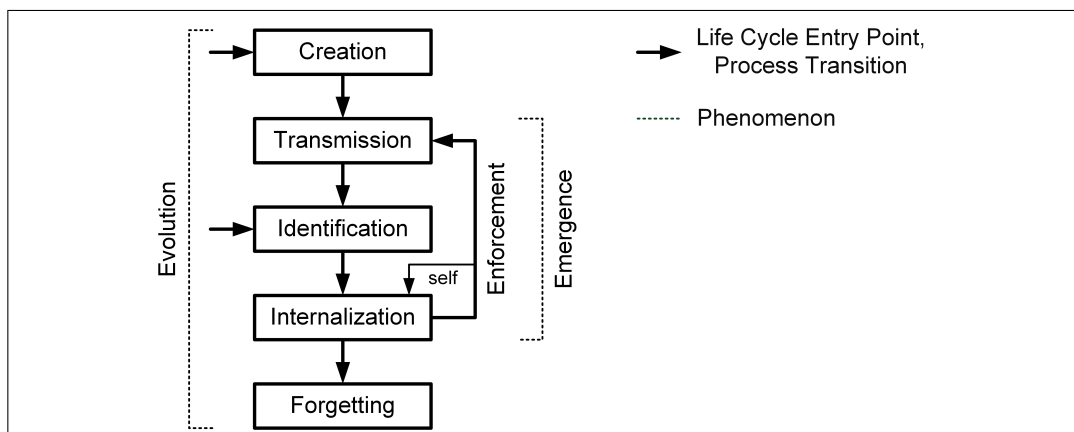 Creation
Transmission
Identification
Internalization
Forgetting
self
Enforcement
Emergence
Evolution
Life Cycle Entry Point,
Process Transition
Phenomenon